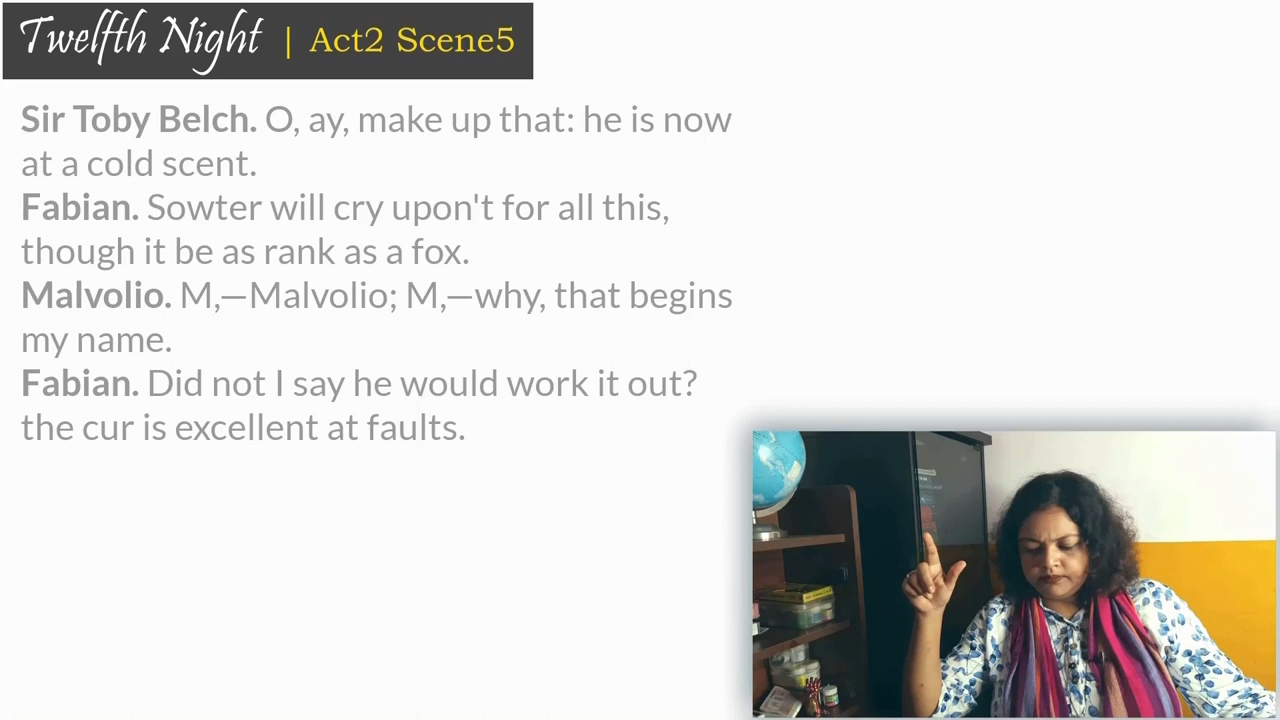 Twelfth Night | Act2 Scene5
Sir Toby Belch. O, ay, make up that: he is now
at a cold scent.
Fabian. Sowter will cry upon't for all this,
though it be as rank as a fox.
Malvolio. M,—Malvolio; M,—why, that begins
my name.
Fabian. Did not I say he would work it out?
the cur is excellent at faults.